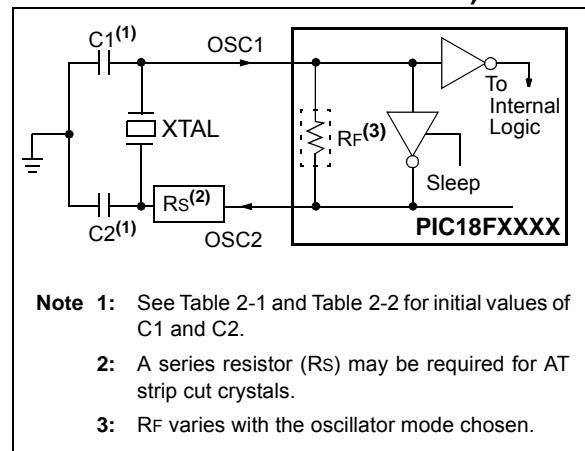 C1(1)
OSC1
To
Internal
Logic
XTAL
RF(3)
Sleep
RS(2)
C2(1)
OSC2
PIC18FXXXX
Note 1: See Table 2-1 and Table 2-2 for initial values of
C1 and C2.
2: A series resistor (RS) may be required for AT
strip cut crystals.
3: RF varies with the oscillator mode chosen.